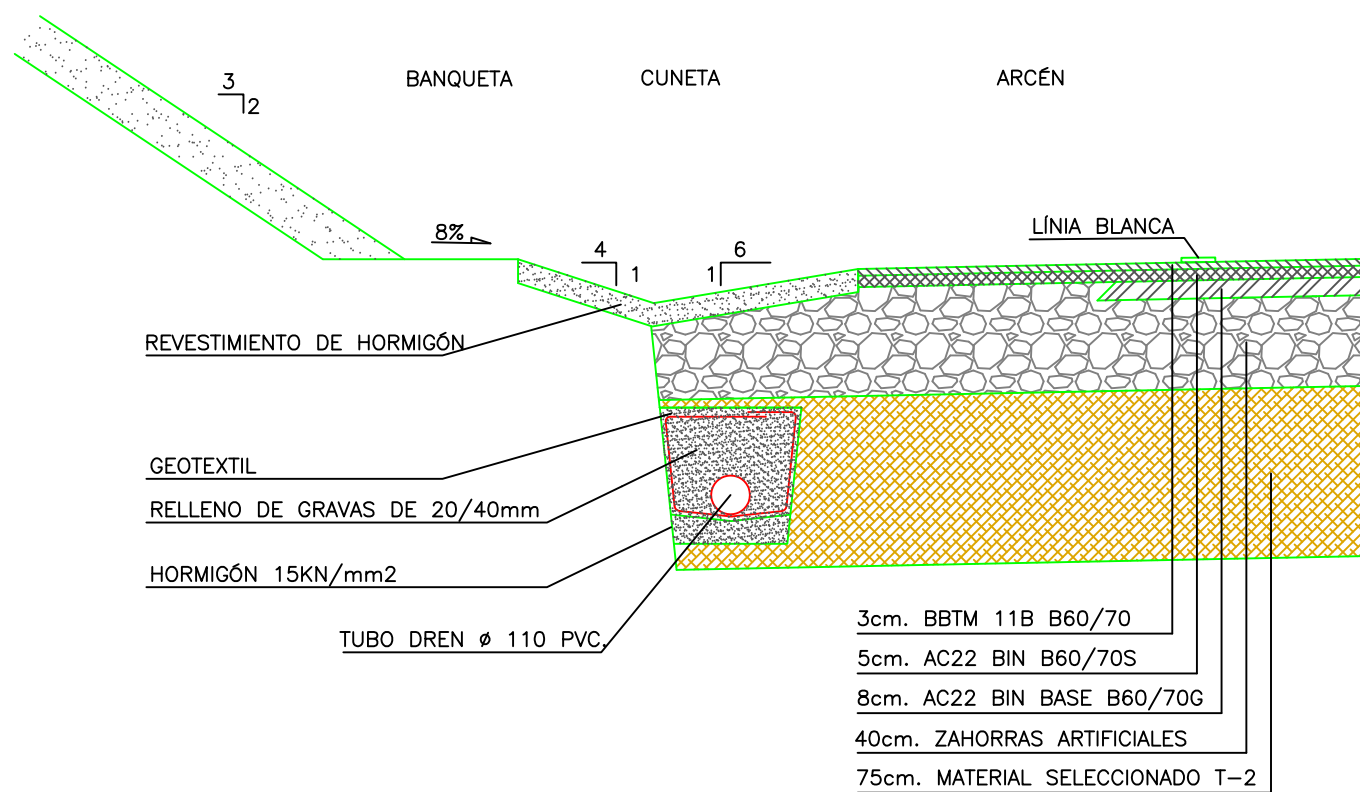 BANQUETA CUNETA ARCÉN
3
2
8%
4
1
1
6
LÍNIA BLANCA
REVESTIMIENTO DE HORMIGÓN
GEOTEXTIL
RELLENO DE GRAVAS DE 20/40mm
HORMIGÓN 15KN/mm2
TUBO DREN ø 110 PVC.
3cm. BBTM 11B B60/70
5cm. AC22 BIN B60/70S
8cm. AC22 BIN BASE B60/70G
40cm. ZAHORRAS ARTIFICIALES
75cm. MATERIAL SELECCIONADO T-2